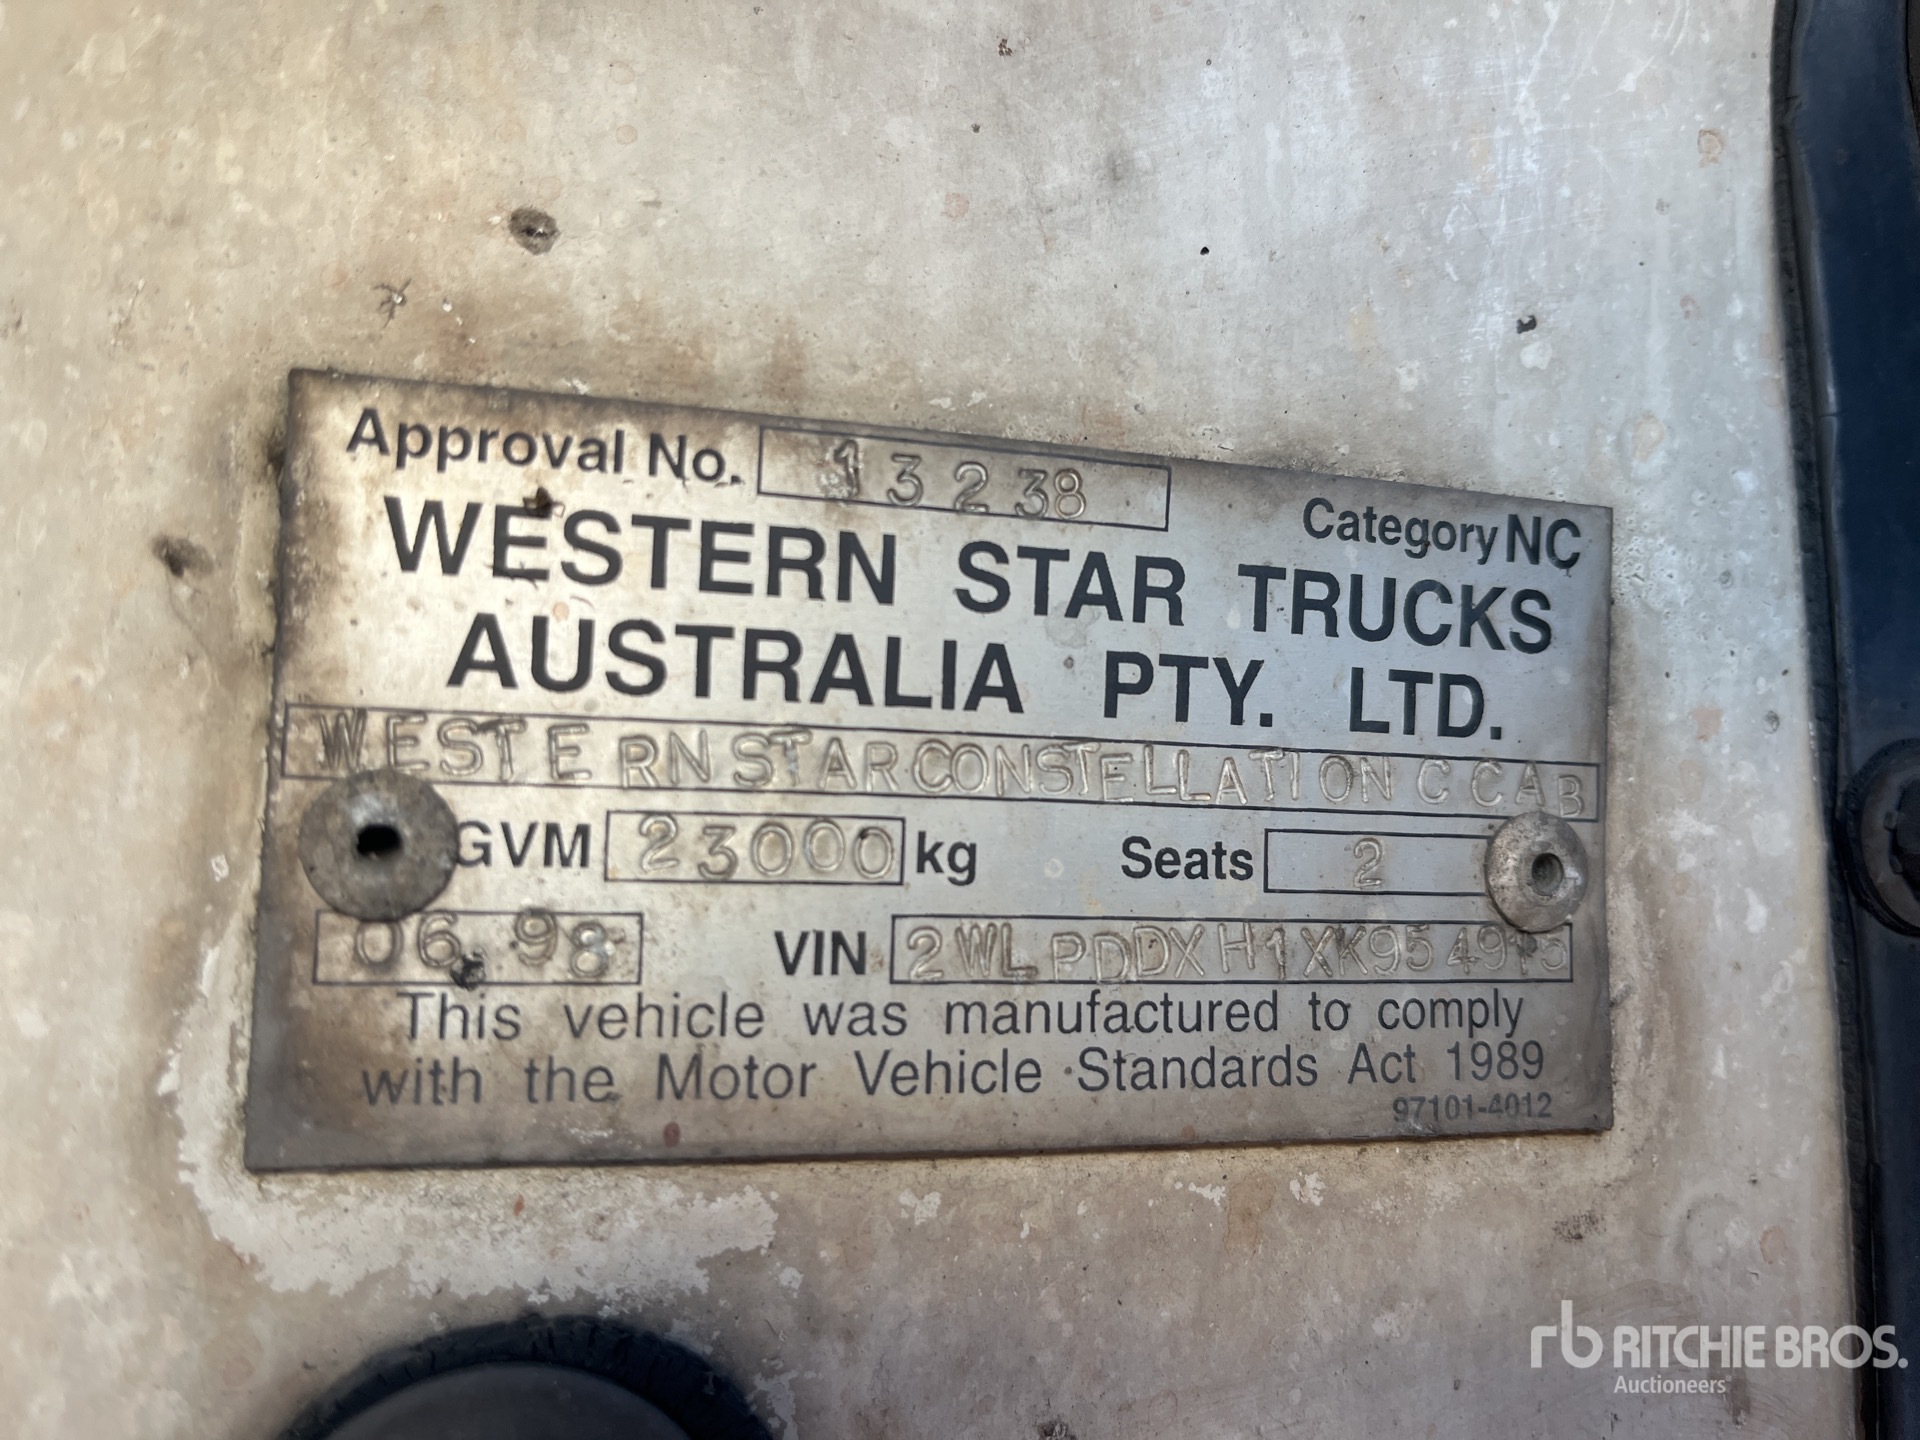 Approval No. 13238
Category NC
WESTERN STAR TRUCKS
AUSTRALIA PTY. LTD.
WESTERN STAR CONSTELLATION C CAB
GVM 23000 kg Seats 2
06 98 VIN 2WLPDDXH1XK954915
This vehicle was manufactured to comply
with the Motor Vehicle Standards Act 1989
97101-4012
rb RITCHIE BROS.
Auctioneers